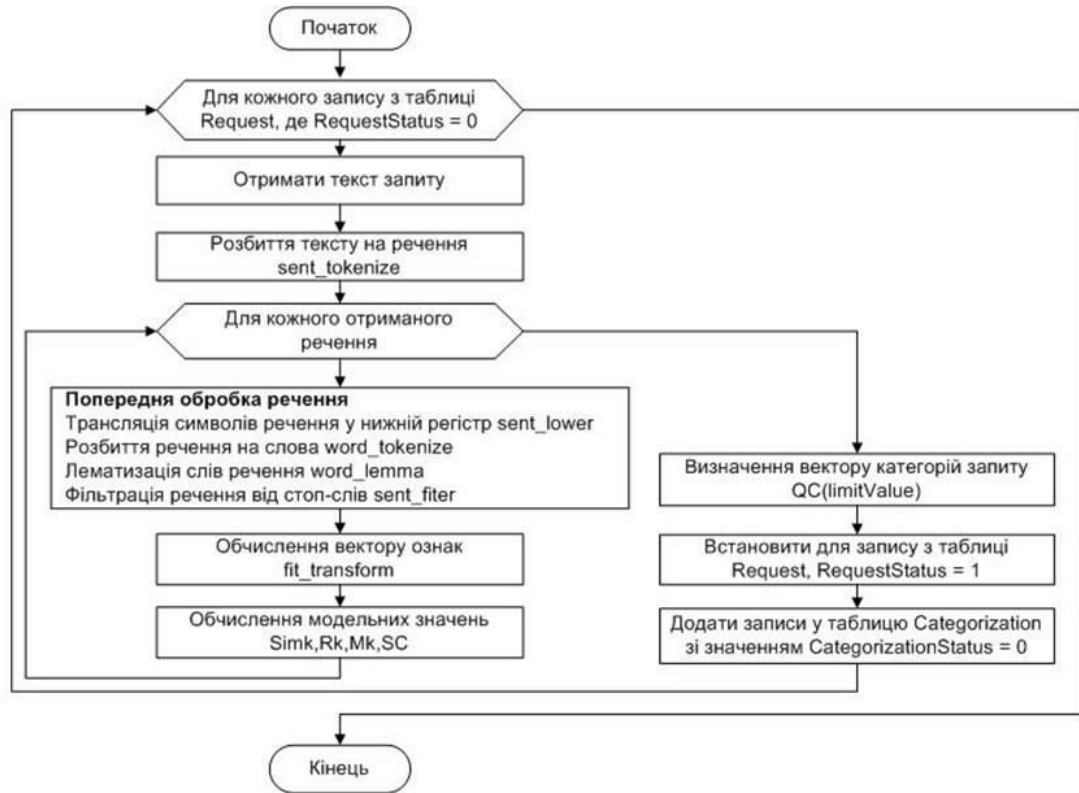 Початок
Для кожного запису з таблиці
Request, де RequestStatus = 0
Отримати текст запиту
Розбиття тексту на речення
sent_tokenize
Для кожного отриманого
речення
Попередня обробка речення
Трансляція символів речення у нижній регістр sent_lower
Розбиття речення на слова word_tokenize
Лематизація слів речення word_lemma
Фільтрація речення від стоп-слів sent_fiter
Обчислення вектору ознак
fit_transform
Обчислення модельних значень
Simk,Rk,Mk,SC
Визначення вектору категорій запиту
QC(limitValue)
Встановити для запису з таблиці
Request, RequestStatus = 1
Додати записи у таблицю Categorization
зі значенням CategorizationStatus = 0
Кінець